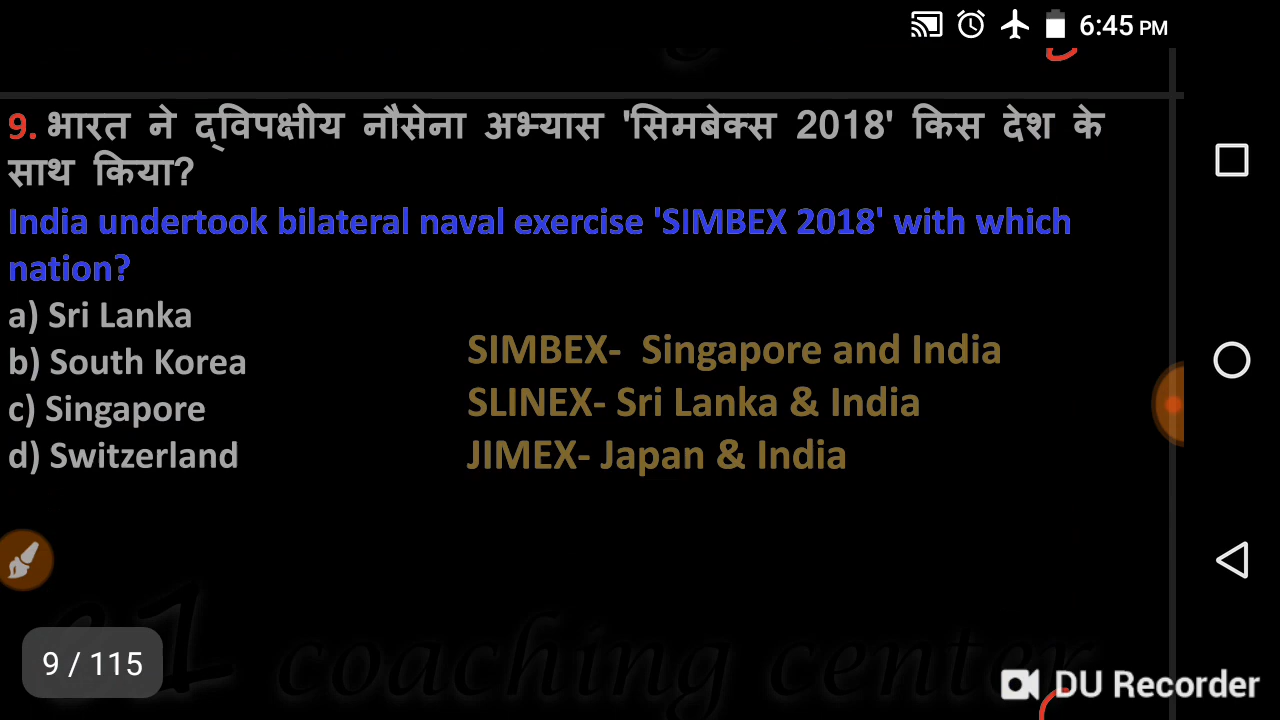 6:45 PM
9. भारत ने द्विपक्षीय नौसेना अभ्यास 'सिमबेक्स 2018' किस देश के
साथ किया?
India undertook bilateral naval exercise 'SIMBEX 2018' with which
nation?
a) Sri Lanka
b) South Korea
c) Singapore
d) Switzerland
SIMBEX- Singapore and India
SLINEX- Sri Lanka & India
JIMEX- Japan & India
coaching center
9 / 115
DU Recorder